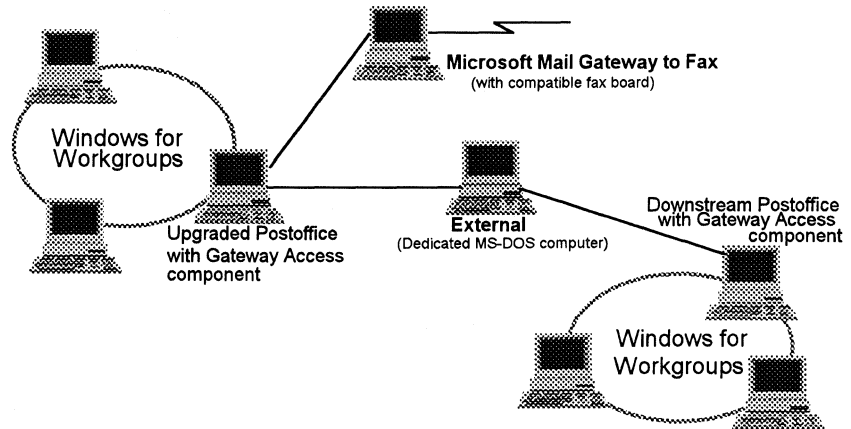 Microsoft Mail Gateway to Fax
(with compatible fax board)
Windows for
Workgroups
Upgraded Postoffice
with Gateway Access
component
External
(Dedicated MS-DOS computer)
Downstream Postoffice
with Gateway Access
component
Windows for
Workgroups